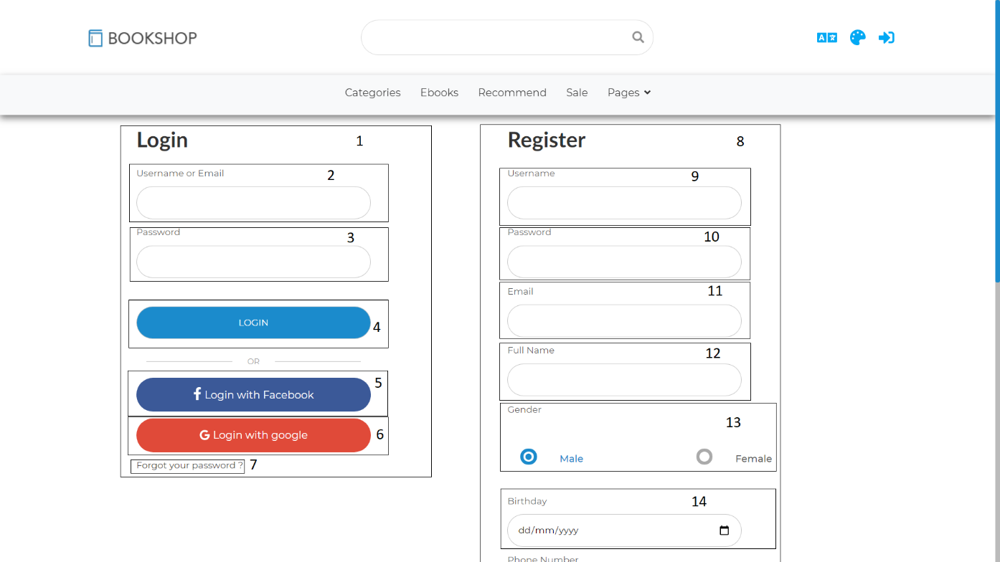 BOOKSHOP
Categories Ebooks Recommend Sale Pages
Login 1
Username or Email 2
Password 3
LOGIN 4
OR
Login with Facebook 5
Login with google 6
Forgot your password ? 7
Register 8
Username 9
Password 10
Email 11
Full Name 12
Gender 13
Male Female
Birthday 14
dd/mm/yyyy
Phone Number